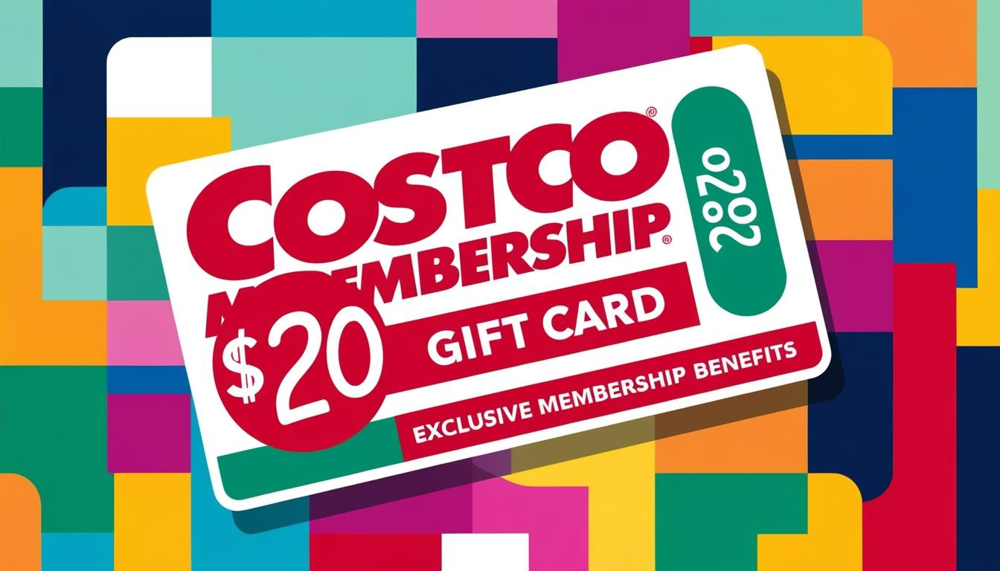 COSTCO®
MEMBERSHIP®
$20
GIFT CARD
EXCLUSIVE MEMBERSHIP BENEFITS